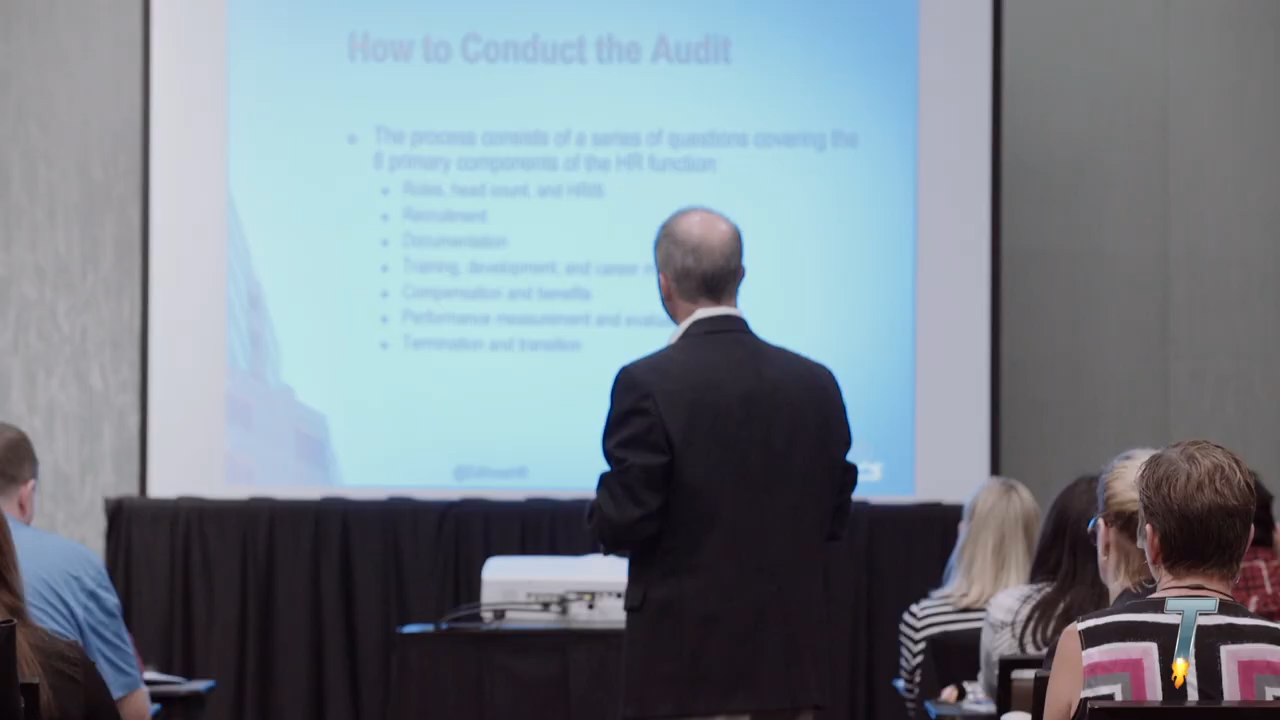 How to Conduct the Audit
• The process consists of a series of questions covering the
6 primary components of the HR function
• Roles, head count, and HRIS
• Recruitment
• Documentation
• Training, development, and career
• Compensation and benefits
• Performance measurement and
• Termination and transition
T